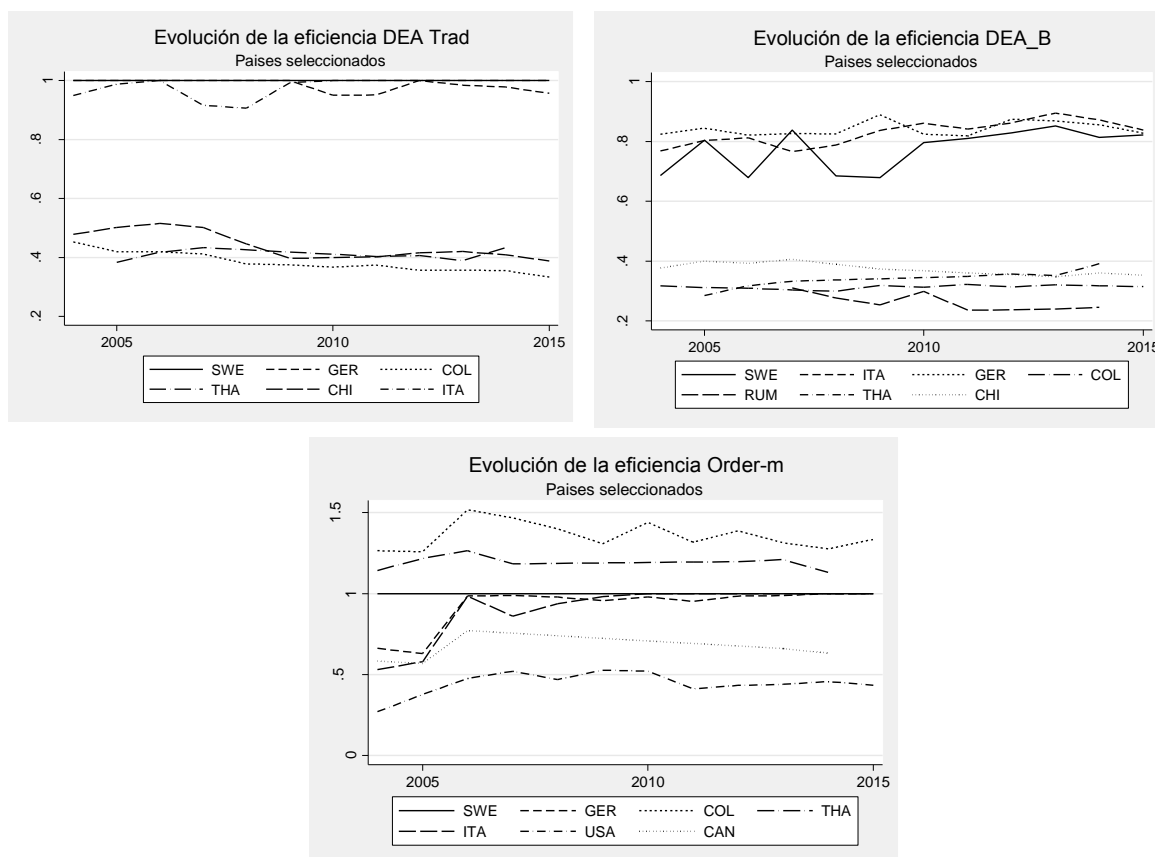 Evolución de la eficiencia DEA Trad
Paises seleccionados
1
.8
.6
.4
.2
2005 2010 2015
SWE GER COL
THA CHI ITA
Evolución de la eficiencia DEA_B
Paises seleccionados
1
.8
.6
.4
.2
2005 2010 2015
SWE ITA GER COL
RUM THA CHI
Evolución de la eficiencia Order-m
Paises seleccionados
1.5
1
.5
0
2005 2010 2015
SWE GER COL THA
ITA USA CAN